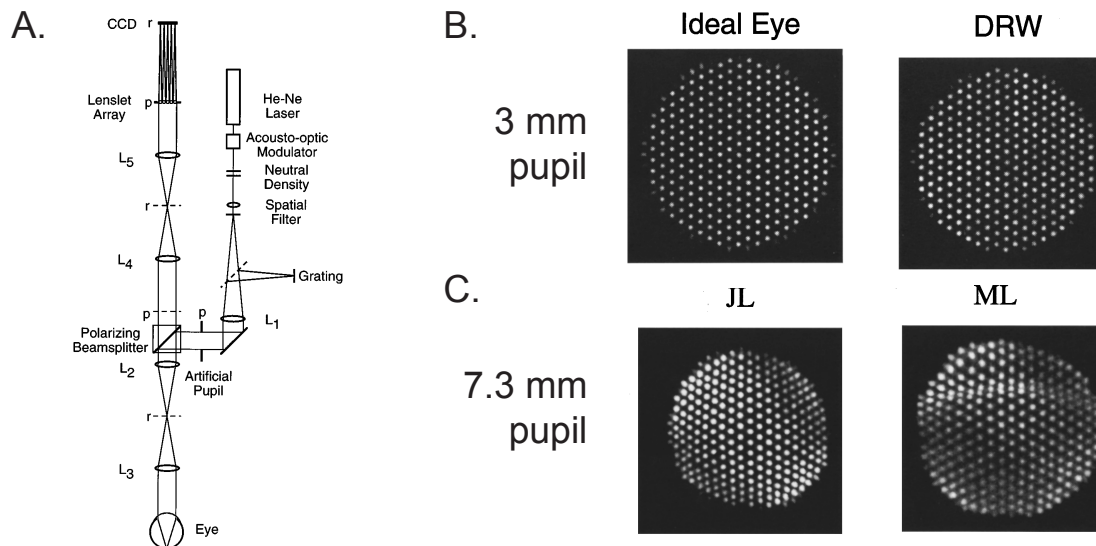 A.
CCD r
Lenslet
Array
p
L5
r
L4
p
Polarizing
Beamsplitter
L2
r
L3
Eye
He-Ne
Laser
Acousto-optic
Modulator
Neutral
Density
Spatial
Filter
Grating
L1
p
Artificial
Pupil
B.
Ideal Eye
DRW
3 mm
pupil
C.
JL
ML
7.3 mm
pupil